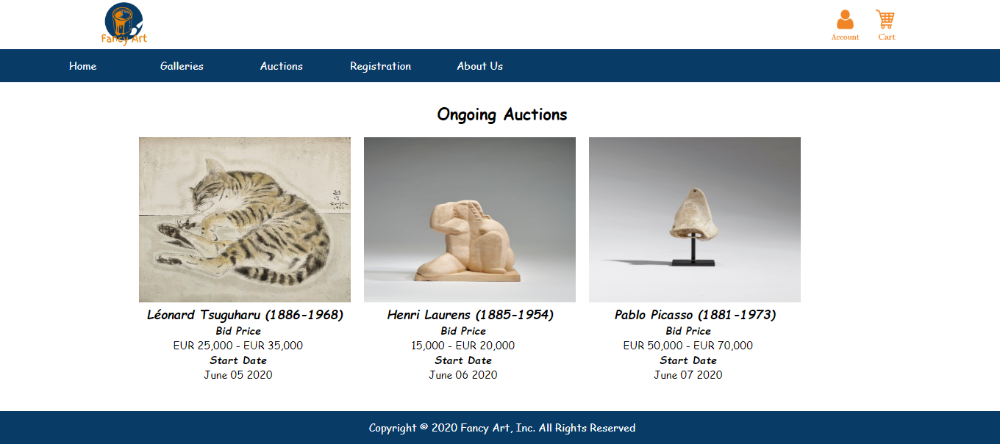 Fancy Art
Account Cart
Home Galleries Auctions Registration About Us
Ongoing Auctions
Léonard Tsuguharu (1886-1968)
Bid Price
EUR 25,000 - EUR 35,000
Start Date
June 05 2020
Henri Laurens (1885-1954)
Bid Price
15,000 - EUR 20,000
Start Date
June 06 2020
Pablo Picasso (1881-1973)
Bid Price
EUR 50,000 - EUR 70,000
Start Date
June 07 2020
Copyright © 2020 Fancy Art, Inc. All Rights Reserved